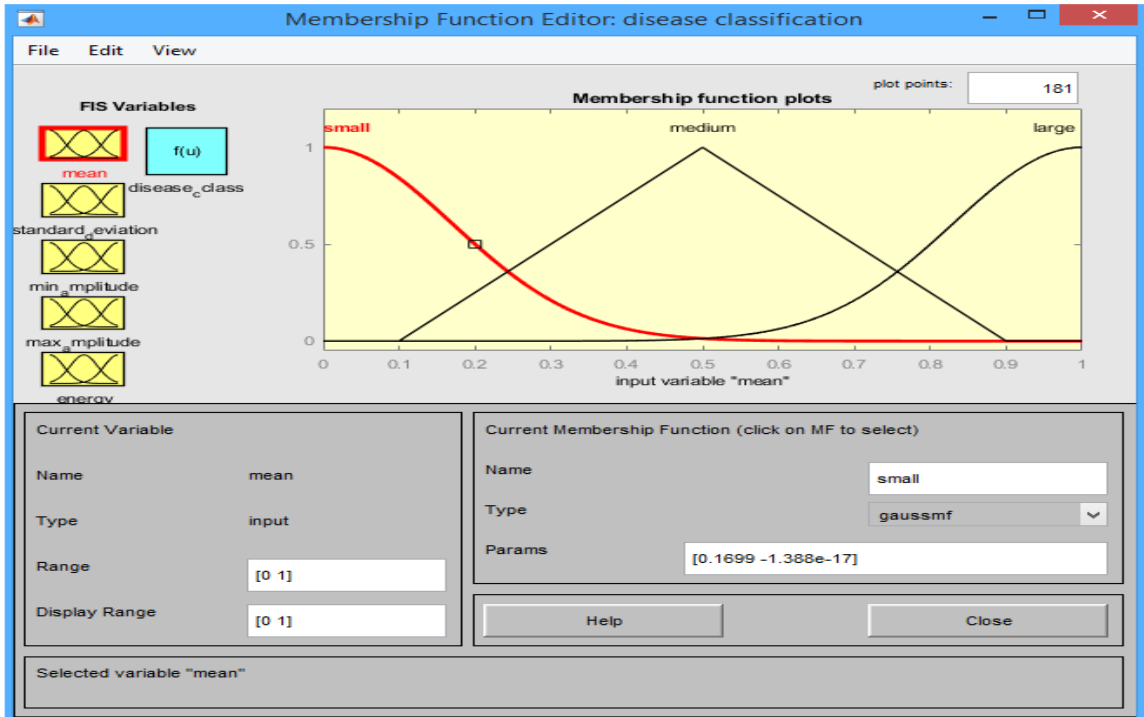 Membership Function Editor: disease classification
File Edit View
FIS Variables
f(u)
mean
disease_class
standard_deviation
min_amplitude
max_amplitude
energy
plot points: 181
Membership function plots
small medium large
1
0.5
0
0 0.1 0.2 0.3 0.4 0.5 0.6 0.7 0.8 0.9 1
input variable "mean"
Current Variable
Name mean
Type input
Range [0 1]
Display Range [0 1]
Current Membership Function (click on MF to select)
Name small
Type gaussmf
Params [0.1699 -1.388e-17]
Help Close
Selected variable "mean"